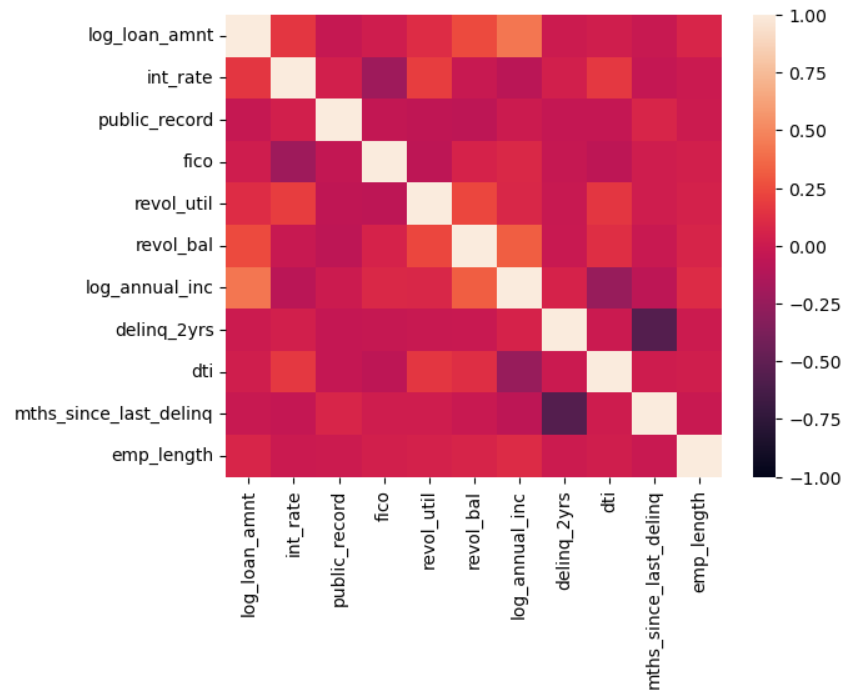 log_loan_amnt
int_rate
public_record
fico
revol_util
revol_bal
log_annual_inc
delinq_2yrs
dti
mths_since_last_delinq
emp_length
log_loan_amnt
int_rate
public_record
fico
revol_util
revol_bal
log_annual_inc
delinq_2yrs
dti
mths_since_last_delinq
emp_length
1.00
0.75
0.50
0.25
0.00
−0.25
−0.50
−0.75
−1.00